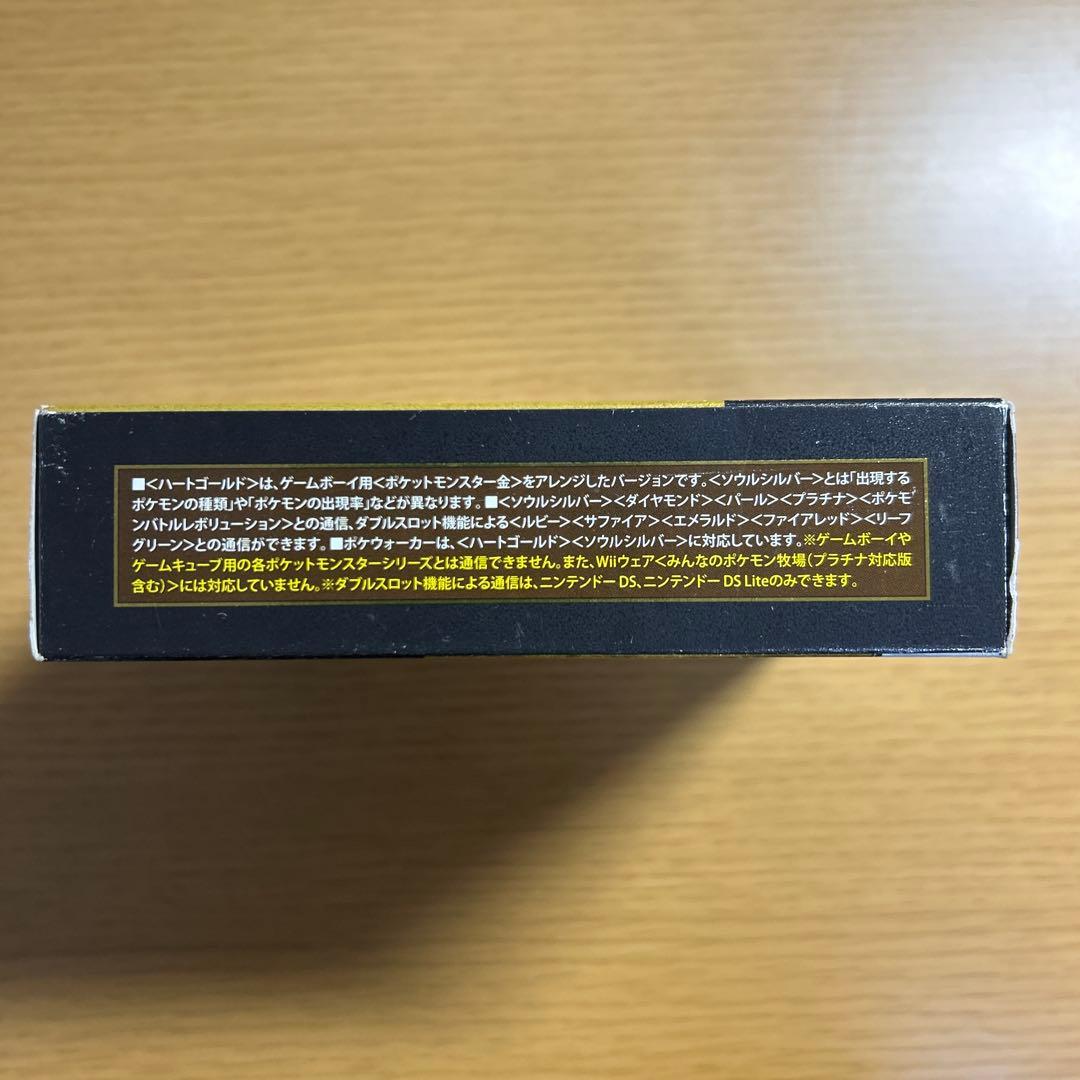 ■<ハートゴールド>は、ゲームボーイ用<ポケットモンスター金>をアレンジしたバージョンです。<ソウルシルバー>とは「出現する
ポケモンの種類」や「ポケモンの出現率」などが異なります。■<ソウルシルバー><ダイヤモンド><パール><プラチナ><ポケモ
ンバトルレボリューション>との通信、ダブルスロット機能による<ルビー><サファイア><エメラルド><ファイアレッド><リーフ
グリーン>との通信ができます。■ポケウォーカーは、<ハートゴールド><ソウルシルバー>に対応しています。※ゲームボーイや
ゲームキューブ用の各ポケットモンスターシリーズとは通信できません。また、Wiiウェア<みんなのポケモン牧場(プラチナ対応版
含む)>には対応していません。※ダブルスロット機能による通信は、ニンテンドーDS、ニンテンドーDS Liteのみできます。